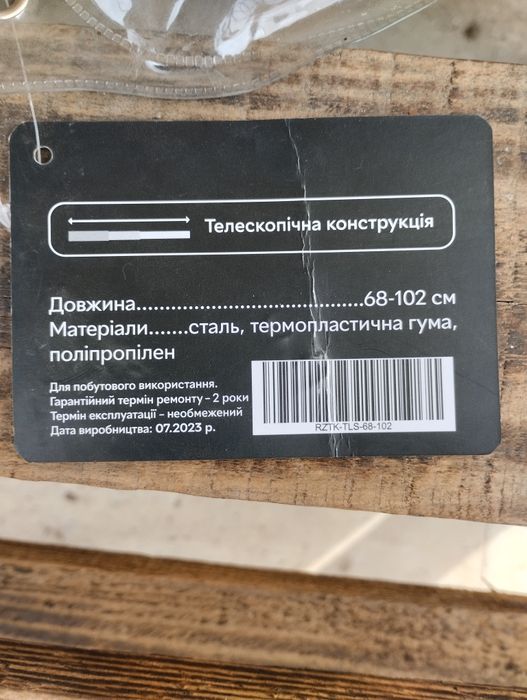 Телескопічна конструкція
Довжина........................................68-102 см
Матеріали.......сталь, термопластична гума,
поліпропілен
Для побутового використання.
Гарантійний термін ремонту – 2 роки
Термін експлуатації – необмежений
Дата виробництва: 07.2023 р.
RZTK-TLS-68-102